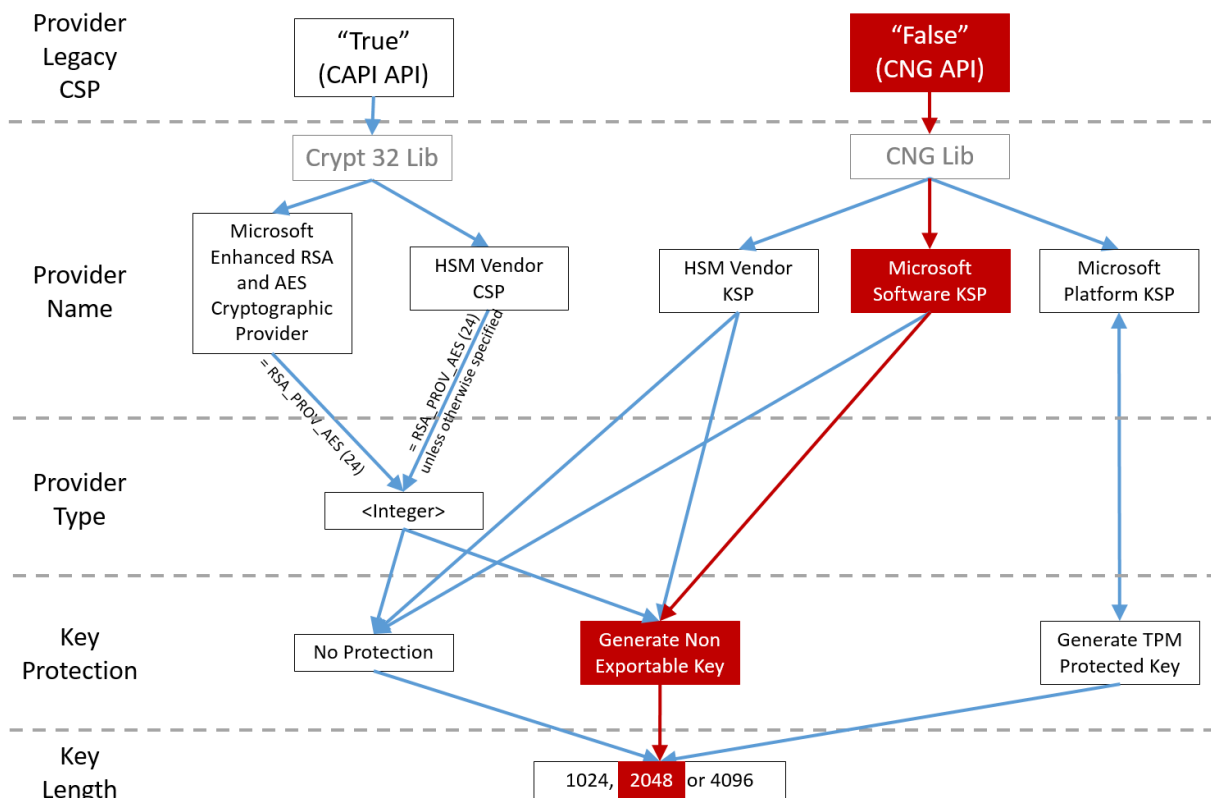 Provider
Legacy
CSP
“True”
(CAPI API)
“False”
(CNG API)
Crypt 32 Lib
CNG Lib
Provider
Name
Microsoft
Enhanced RSA
and AES
Cryptographic
Provider
HSM Vendor
CSP
HSM Vendor
KSP
Microsoft
Software KSP
Microsoft
Platform KSP
= RSA_PROV_AES (24)
= RSA_PROV_AES (24)
unless otherwise specified
Provider
Type
<Integer>
Key
Protection
No Protection
Generate Non
Exportable Key
Generate TPM
Protected Key
Key
Length
1024, 2048 or 4096